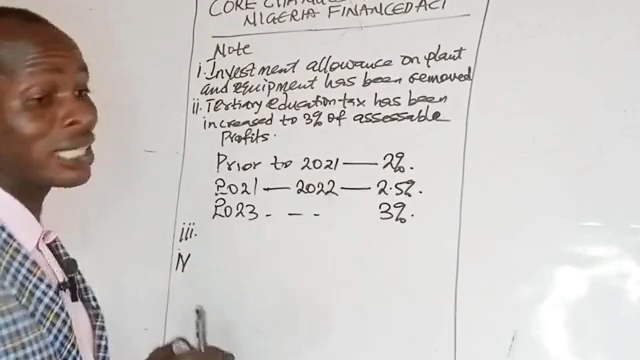 CORE CHANGES
NIGERIA FINANCED ACT
Note
i. Investment allowance on plant
and equipment has been removed
ii. Tertiary education tax has been
increased to 3% of assessable
Profits.
Prior to 2021 — 2%.
2021 — 2022 — 2.5%.
2023 - - - 3%.
iii.
iv